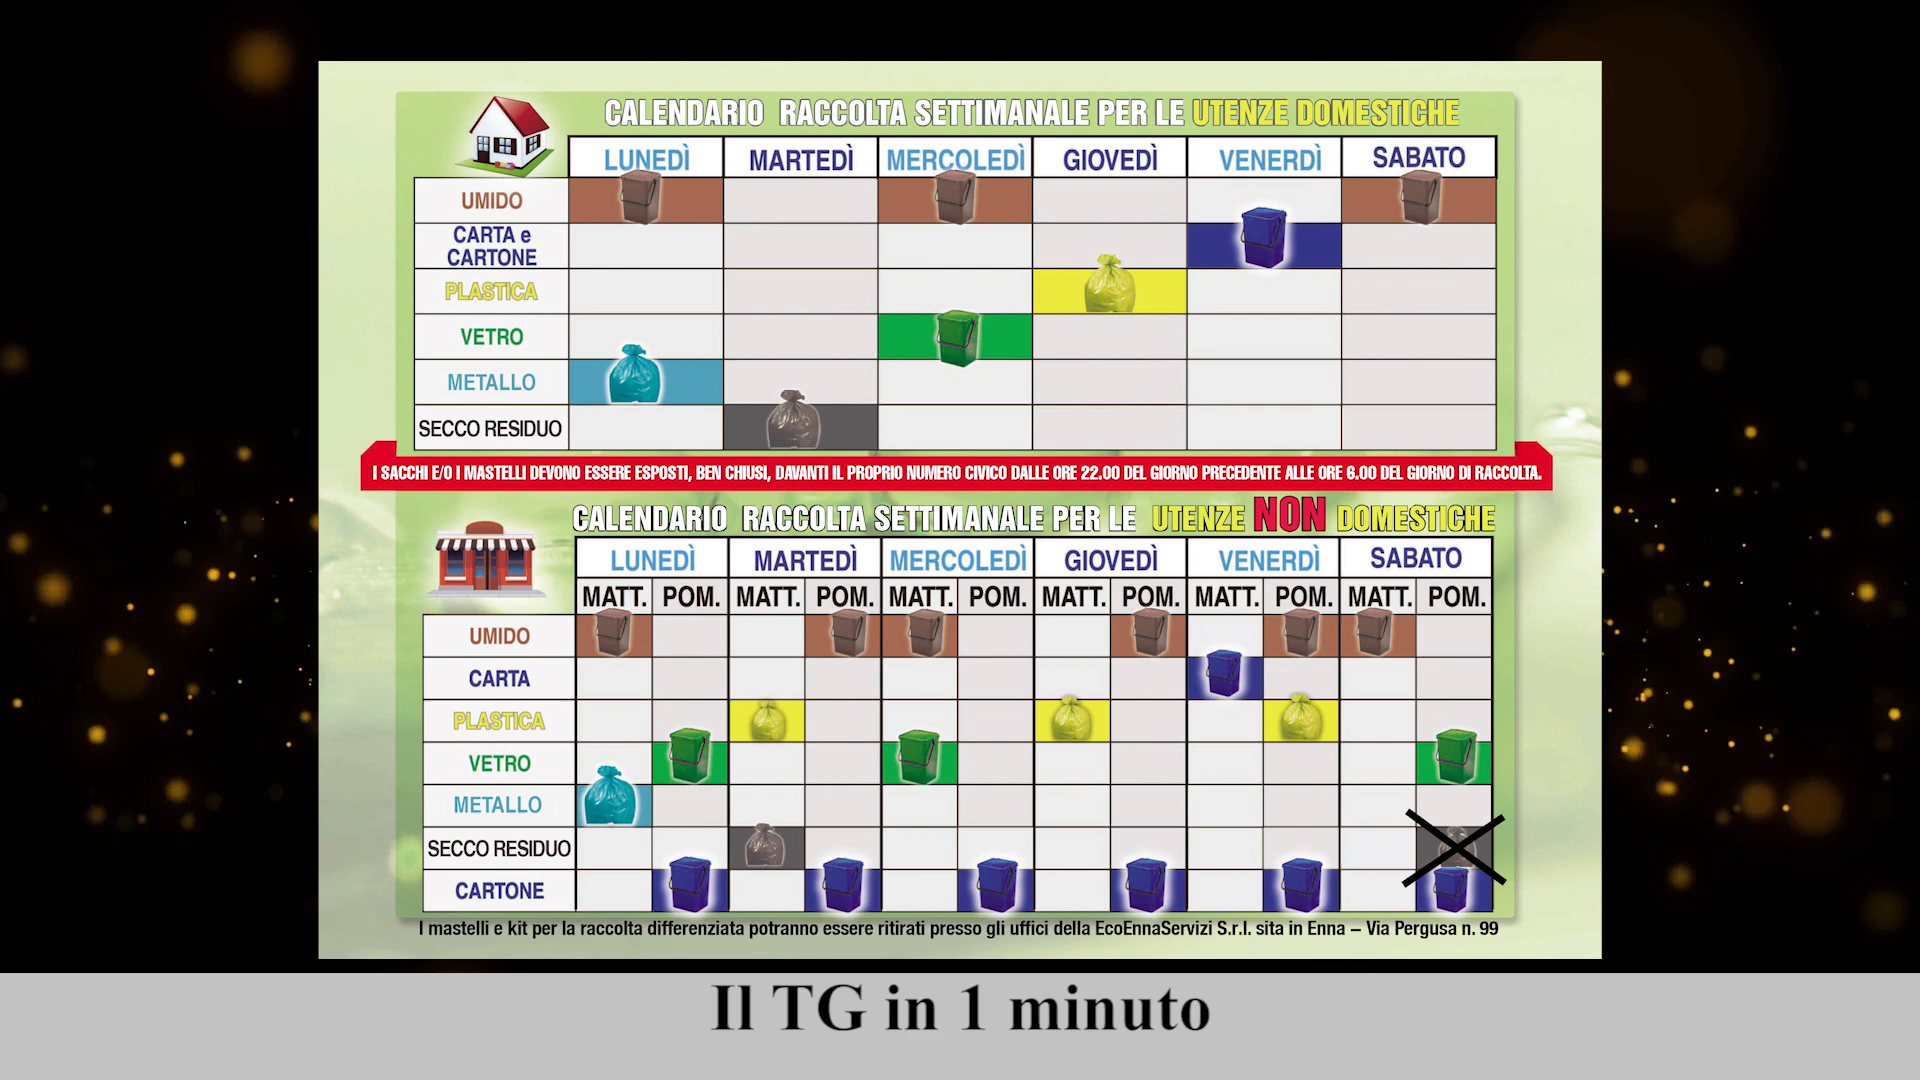 CALENDARIO RACCOLTA SETTIMANALE PER LE UTENZE DOMESTICHE
LUNEDÌ MARTEDÌ MERCOLEDÌ GIOVEDÌ VENERDÌ SABATO
UMIDO
CARTA e
CARTONE
PLASTICA
VETRO
METALLO
SECCO RESIDUO
I SACCHI E/O I MASTELLI DEVONO ESSERE ESPOSTI, BEN CHIUSI, DAVANTI IL PROPRIO NUMERO CIVICO DALLE ORE 22.00 DEL GIORNO PRECEDENTE ALLE ORE 6.00 DEL GIORNO DI RACCOLTA.
CALENDARIO RACCOLTA SETTIMANALE PER LE UTENZE NON DOMESTICHE
LUNEDÌ MARTEDÌ MERCOLEDÌ GIOVEDÌ VENERDÌ SABATO
MATT. POM. MATT. POM. MATT. POM. MATT. POM. MATT. POM. MATT. POM.
UMIDO
CARTA
PLASTICA
VETRO
METALLO
SECCO RESIDUO
CARTONE
I mastelli e kit per la raccolta differenziata potranno essere ritirati presso gli uffici della EcoEnnaServizi S.r.l. sita in Enna – Via Pergusa n. 99
Il TG in 1 minuto